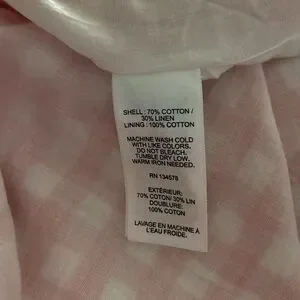 SHELL : 70% COTTON /
30% LINEN
LINING : 100% COTTON
MACHINE WASH COLD
WITH LIKE COLORS.
DO NOT BLEACH.
TUMBLE DRY LOW.
WARM IRON IF NEEDED.
RN 134578
EXTÉRIEUR:
70% COTON/ 30% LIN
DOUBLURE:
100% COTON
LAVAGE EN MACHINE À
L'EAU FROIDE.